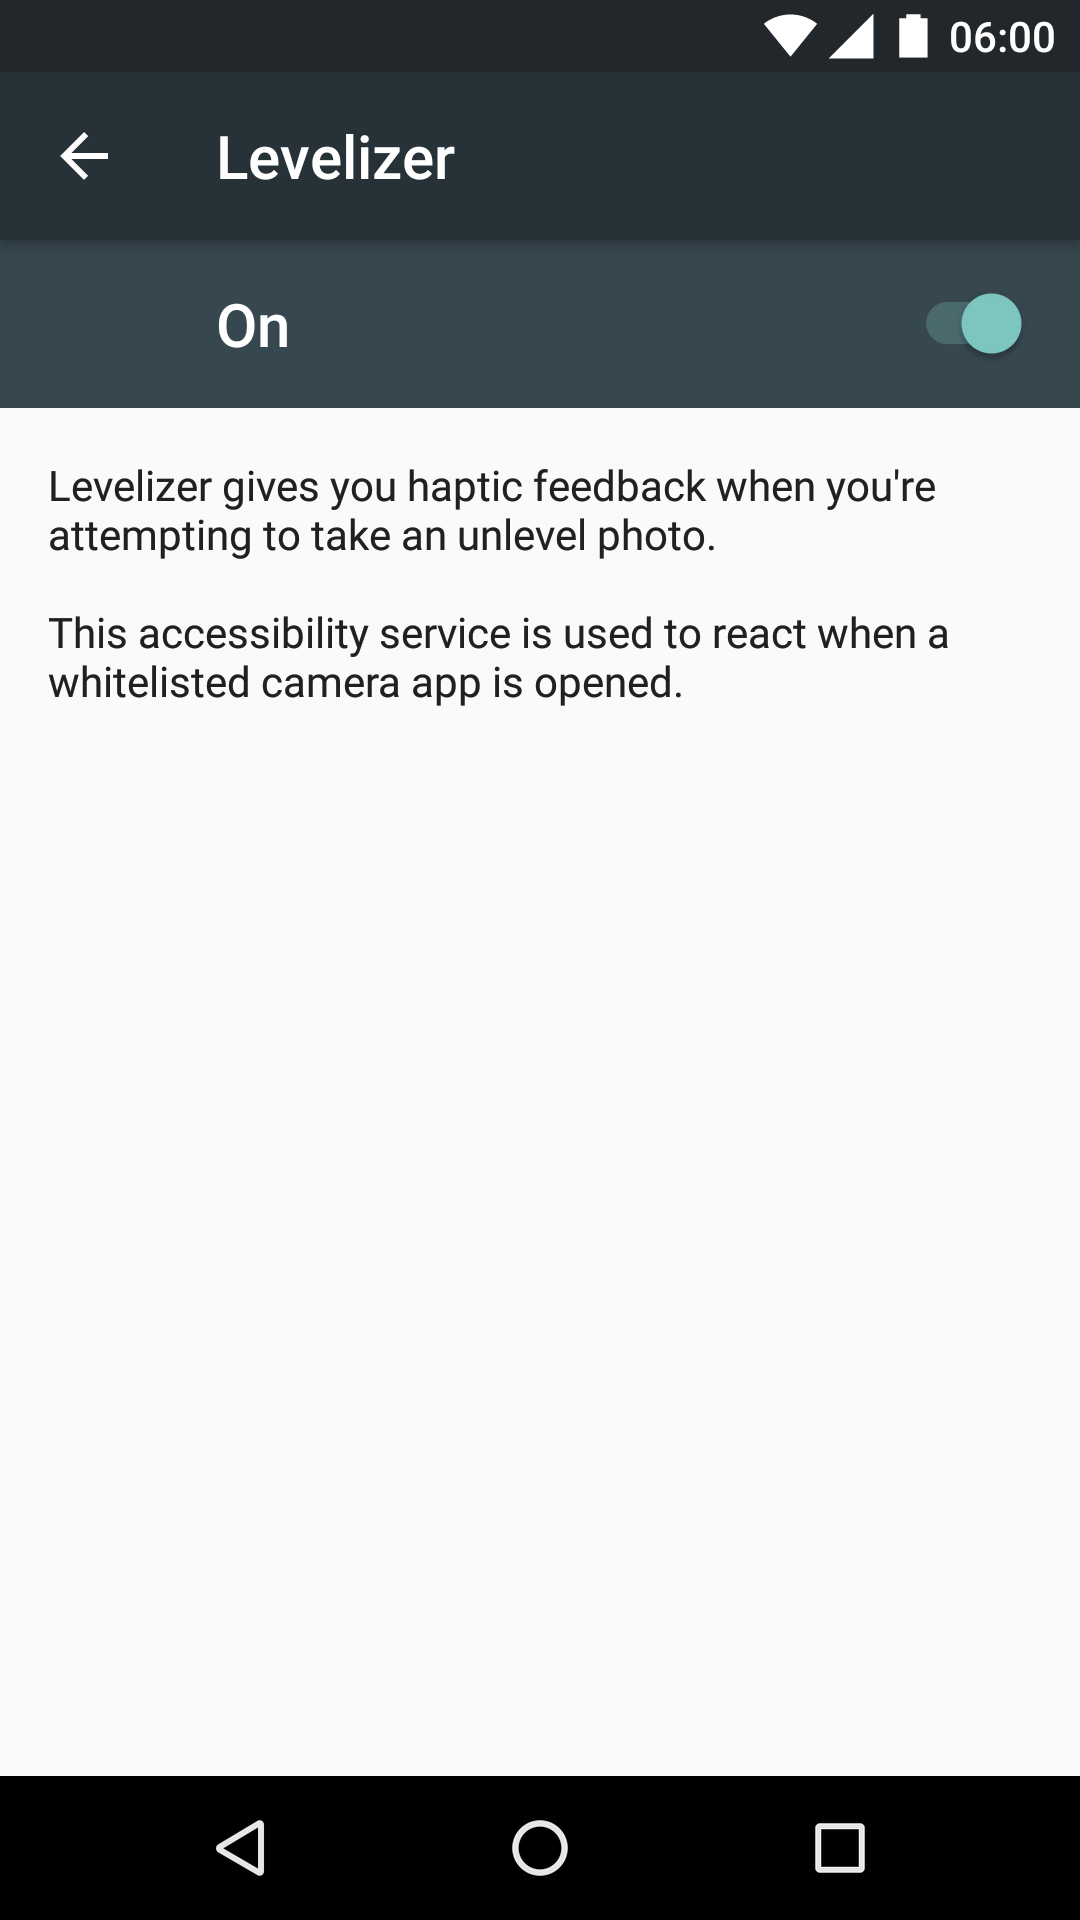 06:00
Levelizer
On
Levelizer gives you haptic feedback when you're
attempting to take an unlevel photo.
This accessibility service is used to react when a
whitelisted camera app is opened.